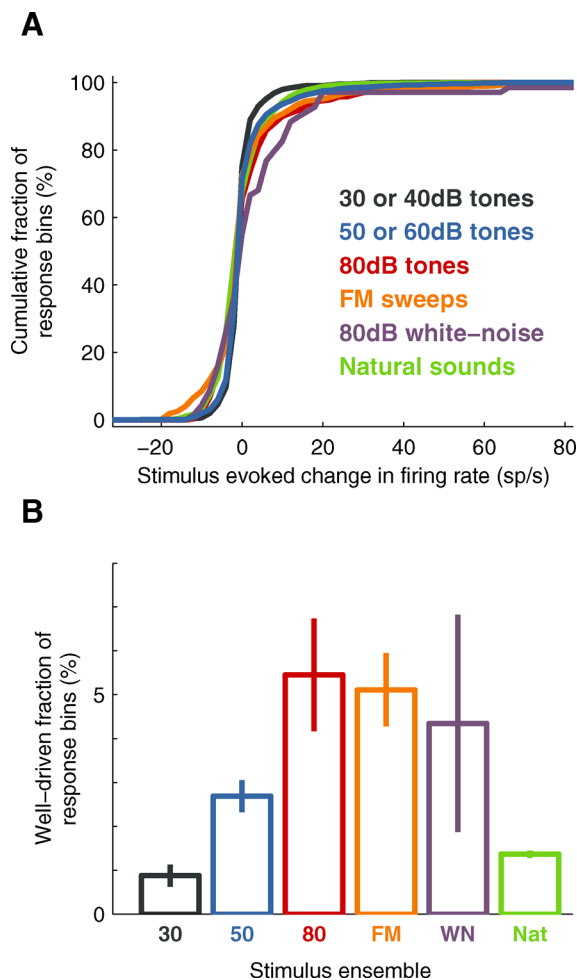 A
100
80
60
40
20
0
Cumulative fraction of
response bins (%)
30 or 40dB tones
50 or 60dB tones
80dB tones
FM sweeps
80dB white–noise
Natural sounds
−20 0 20 40 60 80
Stimulus evoked change in firing rate (sp/s)
B
5
0
Well–driven fraction of
response bins (%)
30 50 80 FM WN Nat
Stimulus ensemble